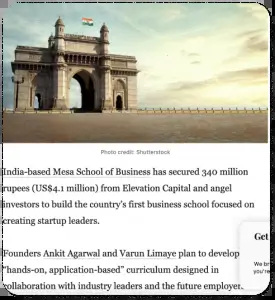 Photo credit: Shutterstock
India-based Mesa School of Business has secured 340 million
rupees (US$4.1 million) from Elevation Capital and angel
investors to build the country's first business school focused on
creating startup leaders.
Get
Founders Ankit Agarwal and Varun Limaye plan to develop
"hands-on, application-based" curriculum designed in
collaboration with industry leaders and the future employer
We br
you're